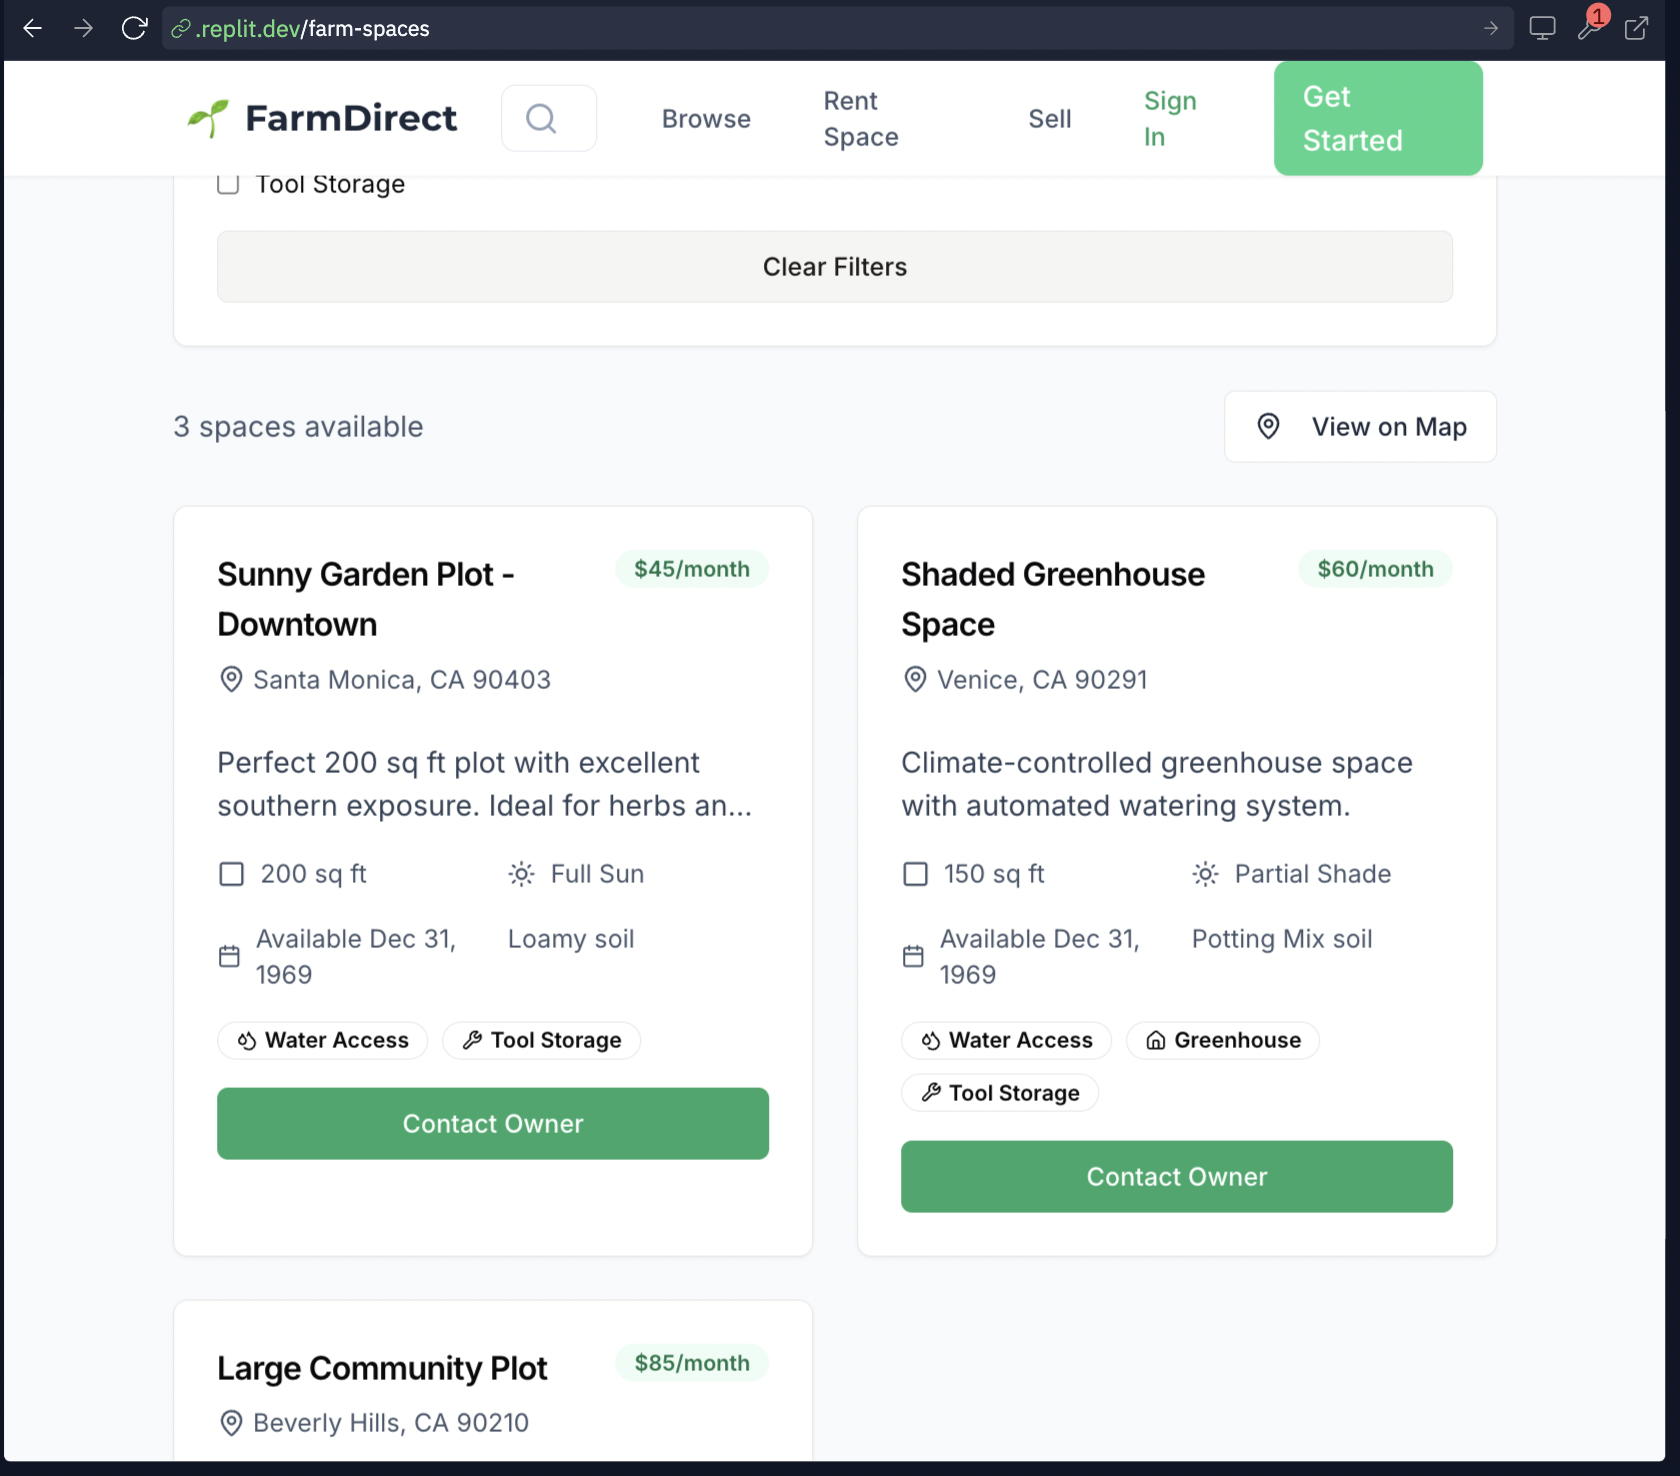 .replit.dev/farm-spaces
1
FarmDirect
Browse
Rent
Space
Sell
Sign
In
Get
Started
Tool Storage
Clear Filters
3 spaces available
View on Map
Sunny Garden Plot -
Downtown
$45/month
Santa Monica, CA 90403
Perfect 200 sq ft plot with excellent
southern exposure. Ideal for herbs an...
200 sq ft
Full Sun
Available Dec 31,
1969
Loamy soil
Water Access
Tool Storage
Contact Owner
Shaded Greenhouse
Space
$60/month
Venice, CA 90291
Climate-controlled greenhouse space
with automated watering system.
150 sq ft
Partial Shade
Available Dec 31,
1969
Potting Mix soil
Water Access
Greenhouse
Tool Storage
Contact Owner
Large Community Plot
$85/month
Beverly Hills, CA 90210